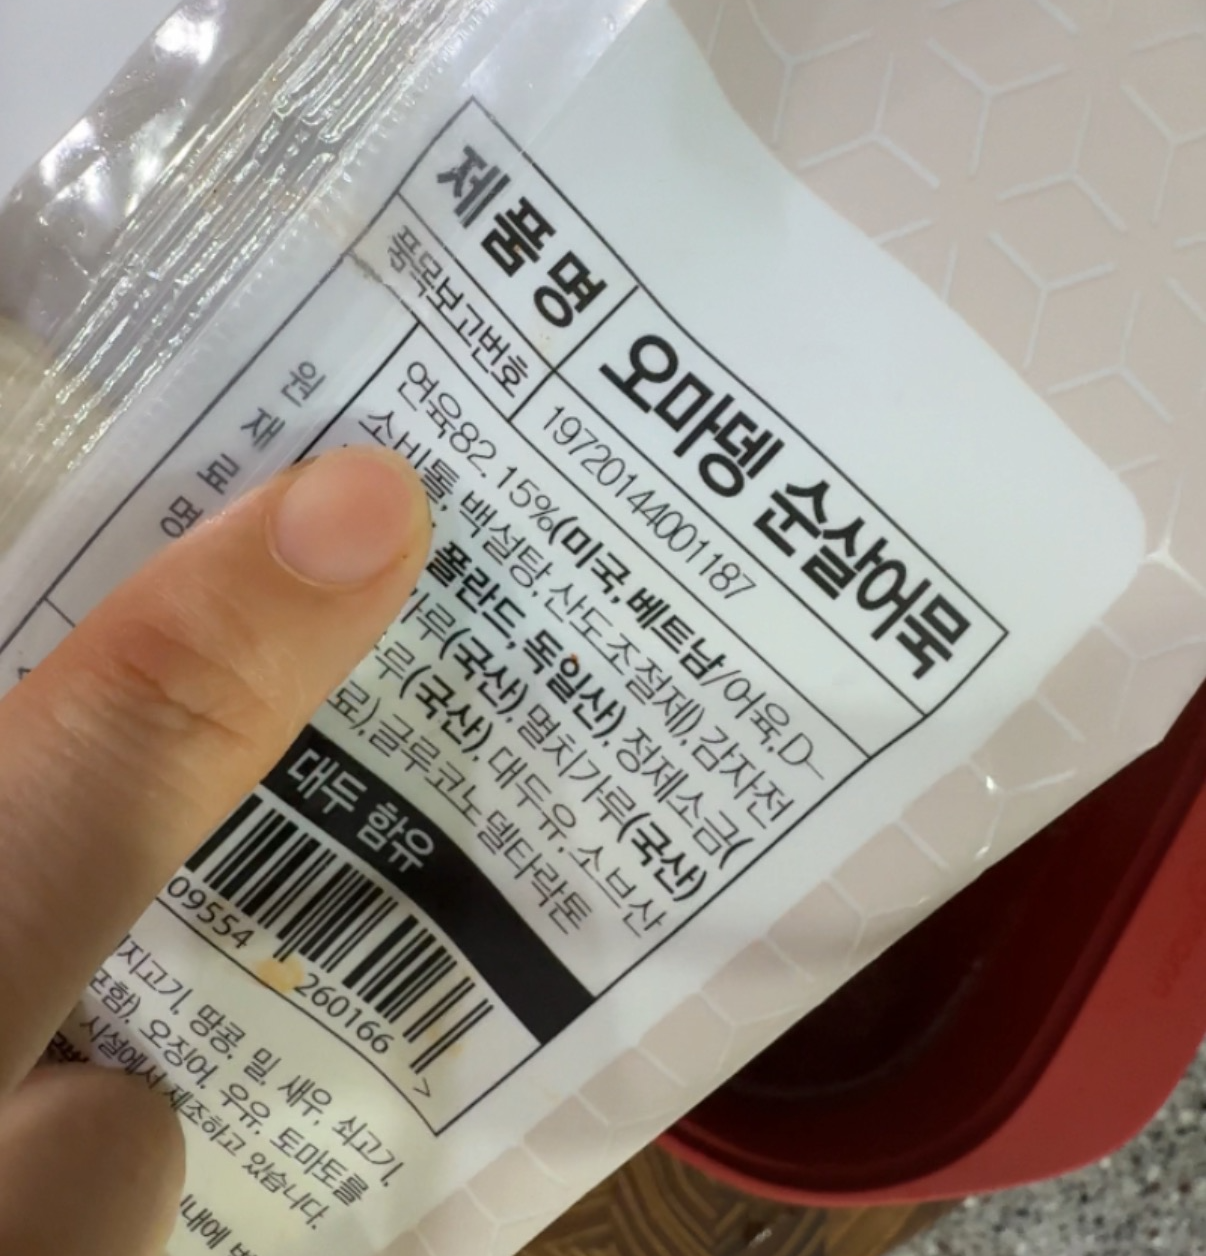 제품명 오마뎅 순살어묵
품목보고번호 19720144001187
원재료명
연육82.15%(미국,베트남/어육,D-
소비톨,백설탕,산도조절제),감자전
폴란드,독일산),정제소금(
가루(국산),멸치가루(국산)
루(국산),대두유,소브산
료),글루코노델타락톤
대두 함유
09554 260166 >
지고기, 땅콩, 밀, 새우, 쇠고기,
포함), 오징어, 우유, 토마토를
시설에서 제조하고 있습니다.
내에